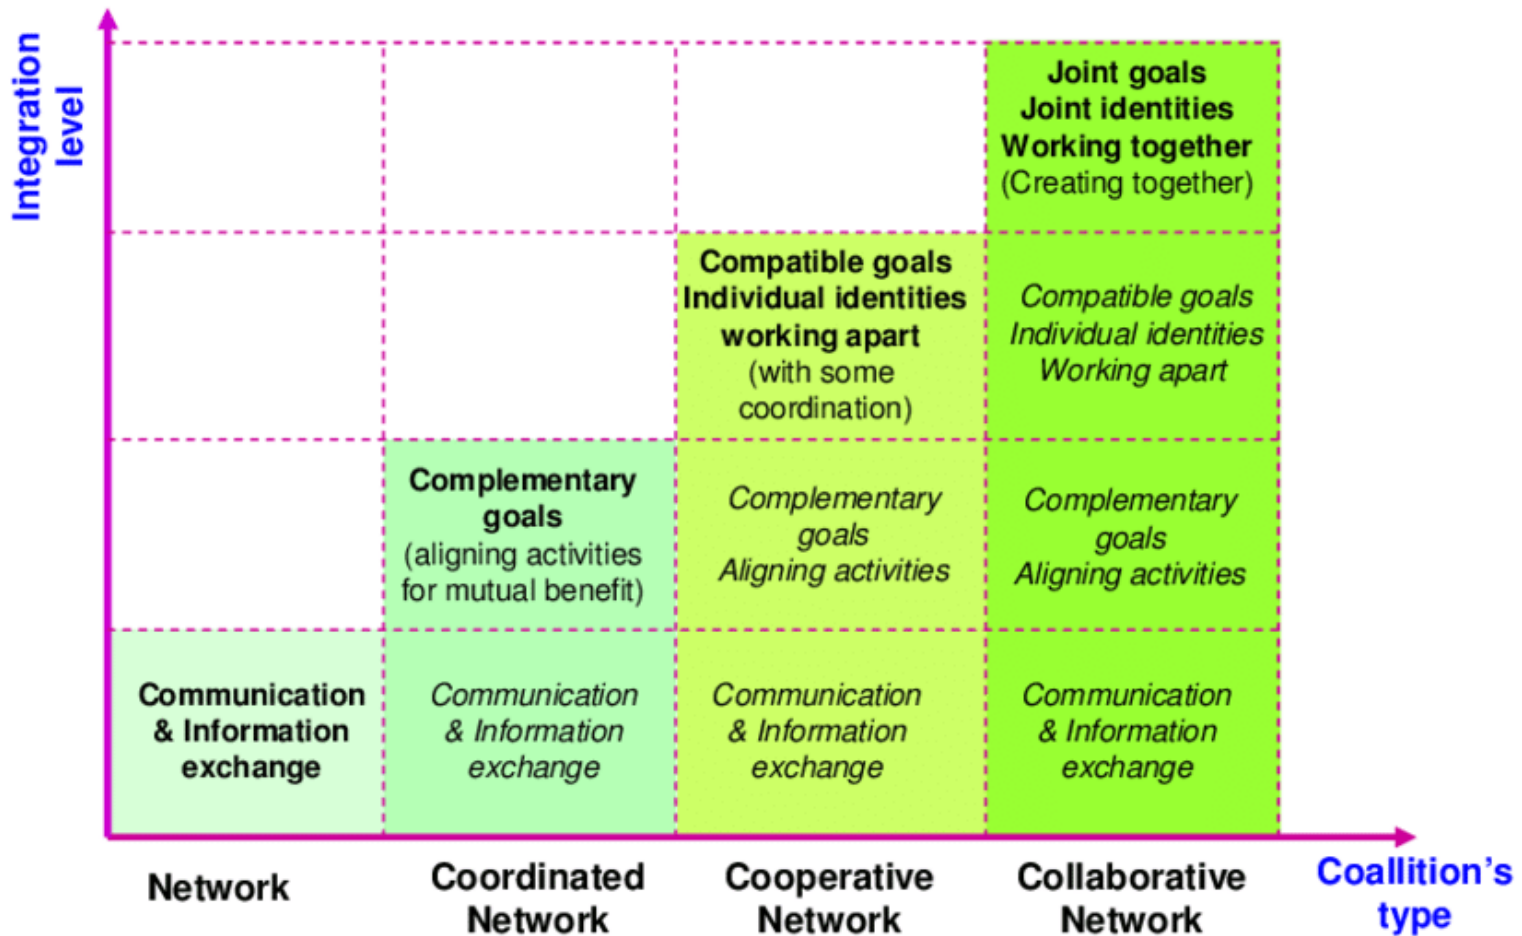 Integration
level
Joint goals
Joint identities
Working together
(Creating together)
Compatible goals
Individual identities
working apart
(with some
coordination)
Compatible goals
Individual identities
Working apart
Complementary
goals
(aligning activities
for mutual benefit)
Complementary
goals
Aligning activities
Complementary
goals
Aligning activities
Communication
& Information
exchange
Communication
& Information
exchange
Communication
& Information
exchange
Communication
& Information
exchange
Network
Coordinated
Network
Cooperative
Network
Collaborative
Network
Coallition's
type